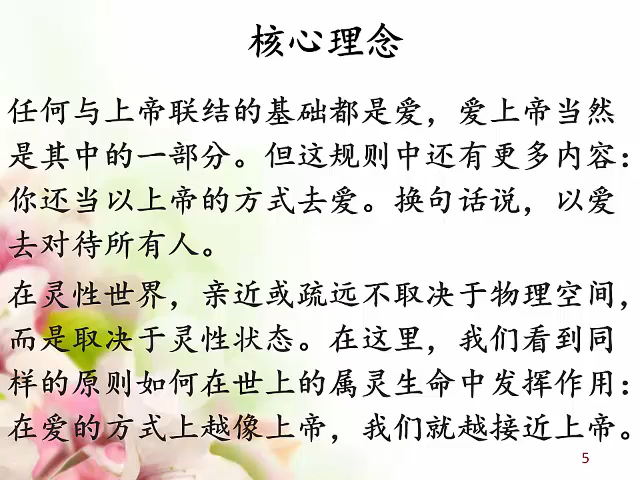 核心理念
任何与上帝联结的基础都是爱，爱上帝当然
是其中的一部分。但这规则中还有更多内容：
你还当以上帝的方式去爱。换句话说，以爱
去对待所有人。
在灵性世界，亲近或疏远不取决于物理空间，
而是取决于灵性状态。在这里，我们看到同
样的原则如何在世上的属灵生命中发挥作用：
在爱的方式上越像上帝，我们就越接近上帝。
5